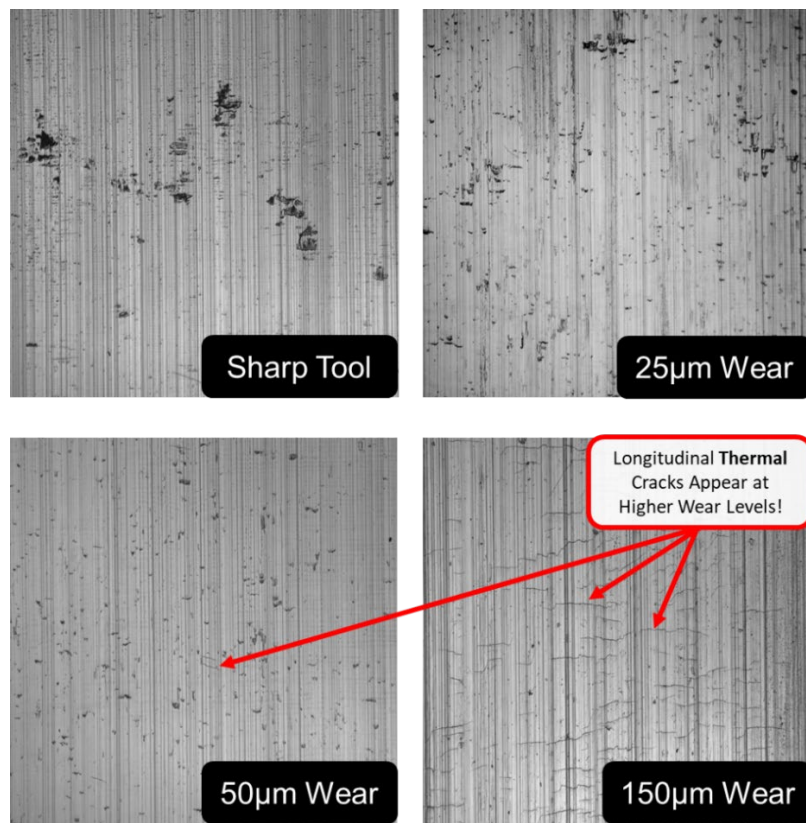 Sharp Tool
25µm Wear
Longitudinal Thermal
Cracks Appear at
Higher Wear Levels!
50µm Wear
150µm Wear